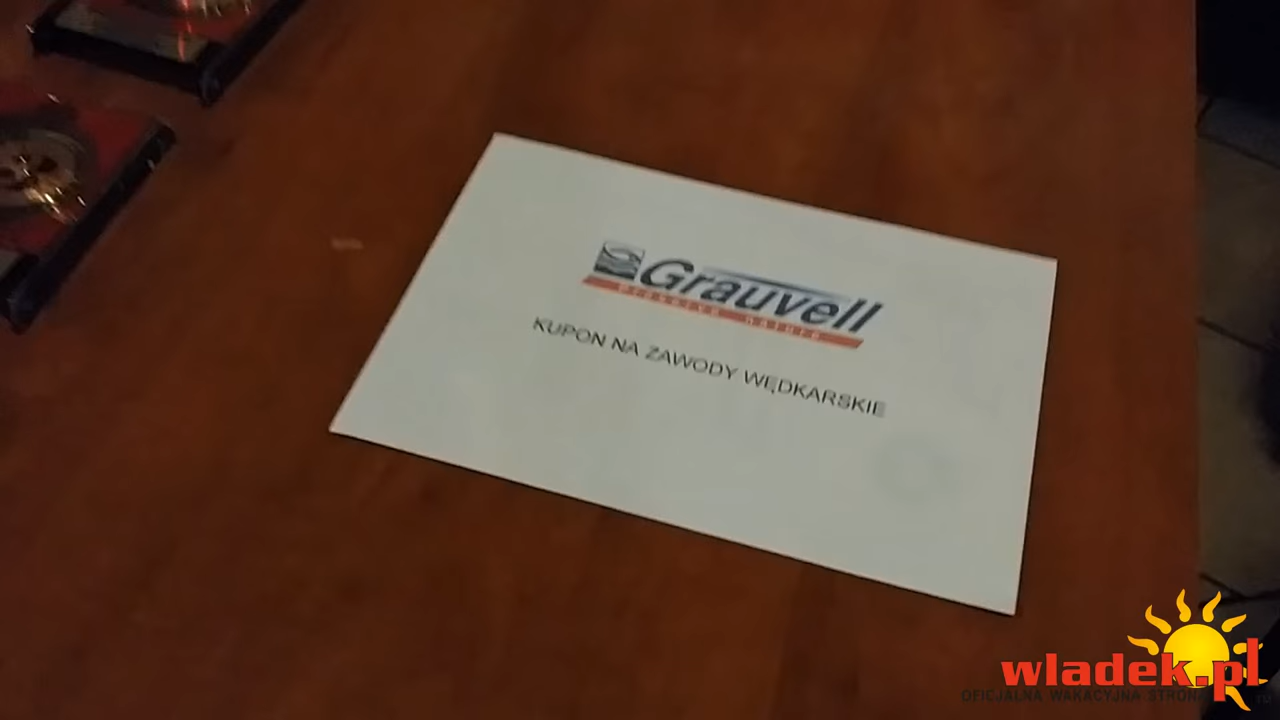 Grauvell
KUPON NA ZAWODY WĘDKARSKIE
wladek.pl
OFICJALNA WAKACYJNA STRONA